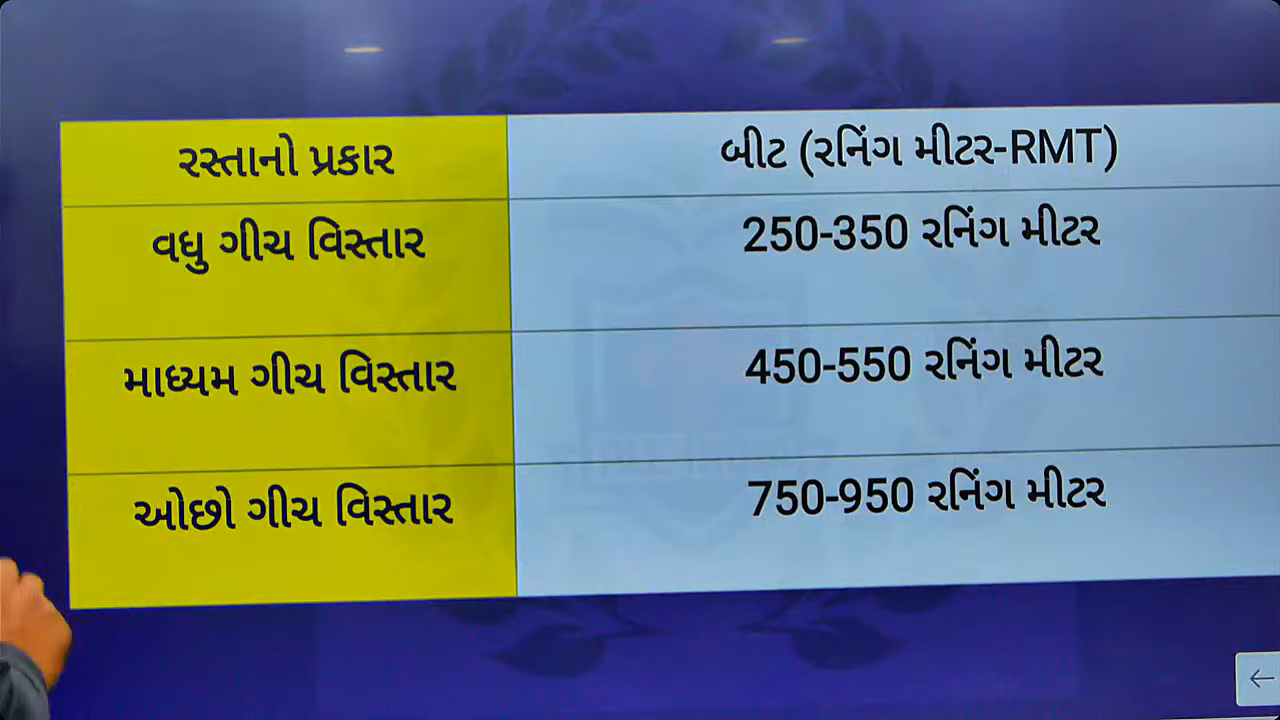 રસ્તાનો પ્રકાર
બીટ (રનિંગ મીટર-RMT)
વધુ ગીચ વિસ્તાર
250-350 રનિંગ મીટર
માધ્યમ ગીચ વિસ્તાર
450-550 રનિંગ મીટર
ઓછો ગીચ વિસ્તાર
750-950 રનિંગ મીટર